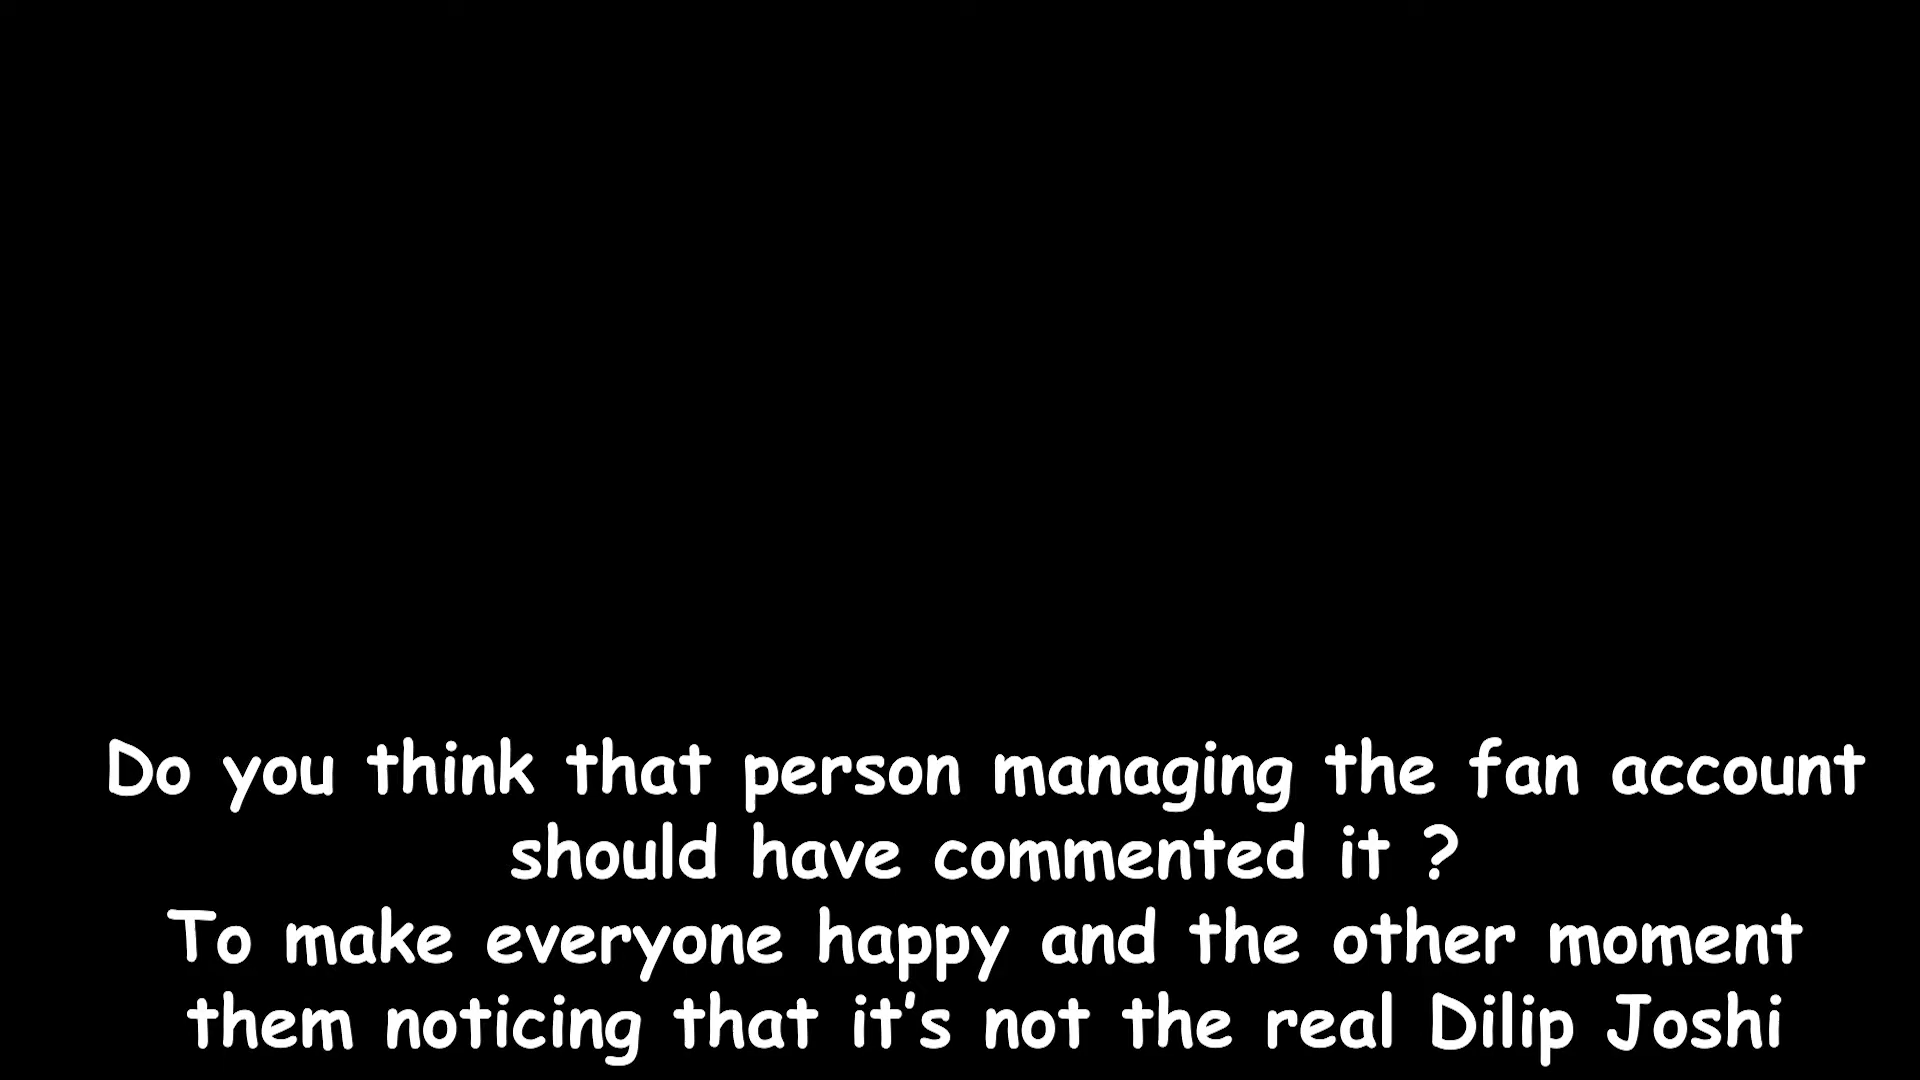 Do you think that person managing the fan account
should have commented it ?
To make everyone happy and the other moment
them noticing that it's not the real Dilip Joshi